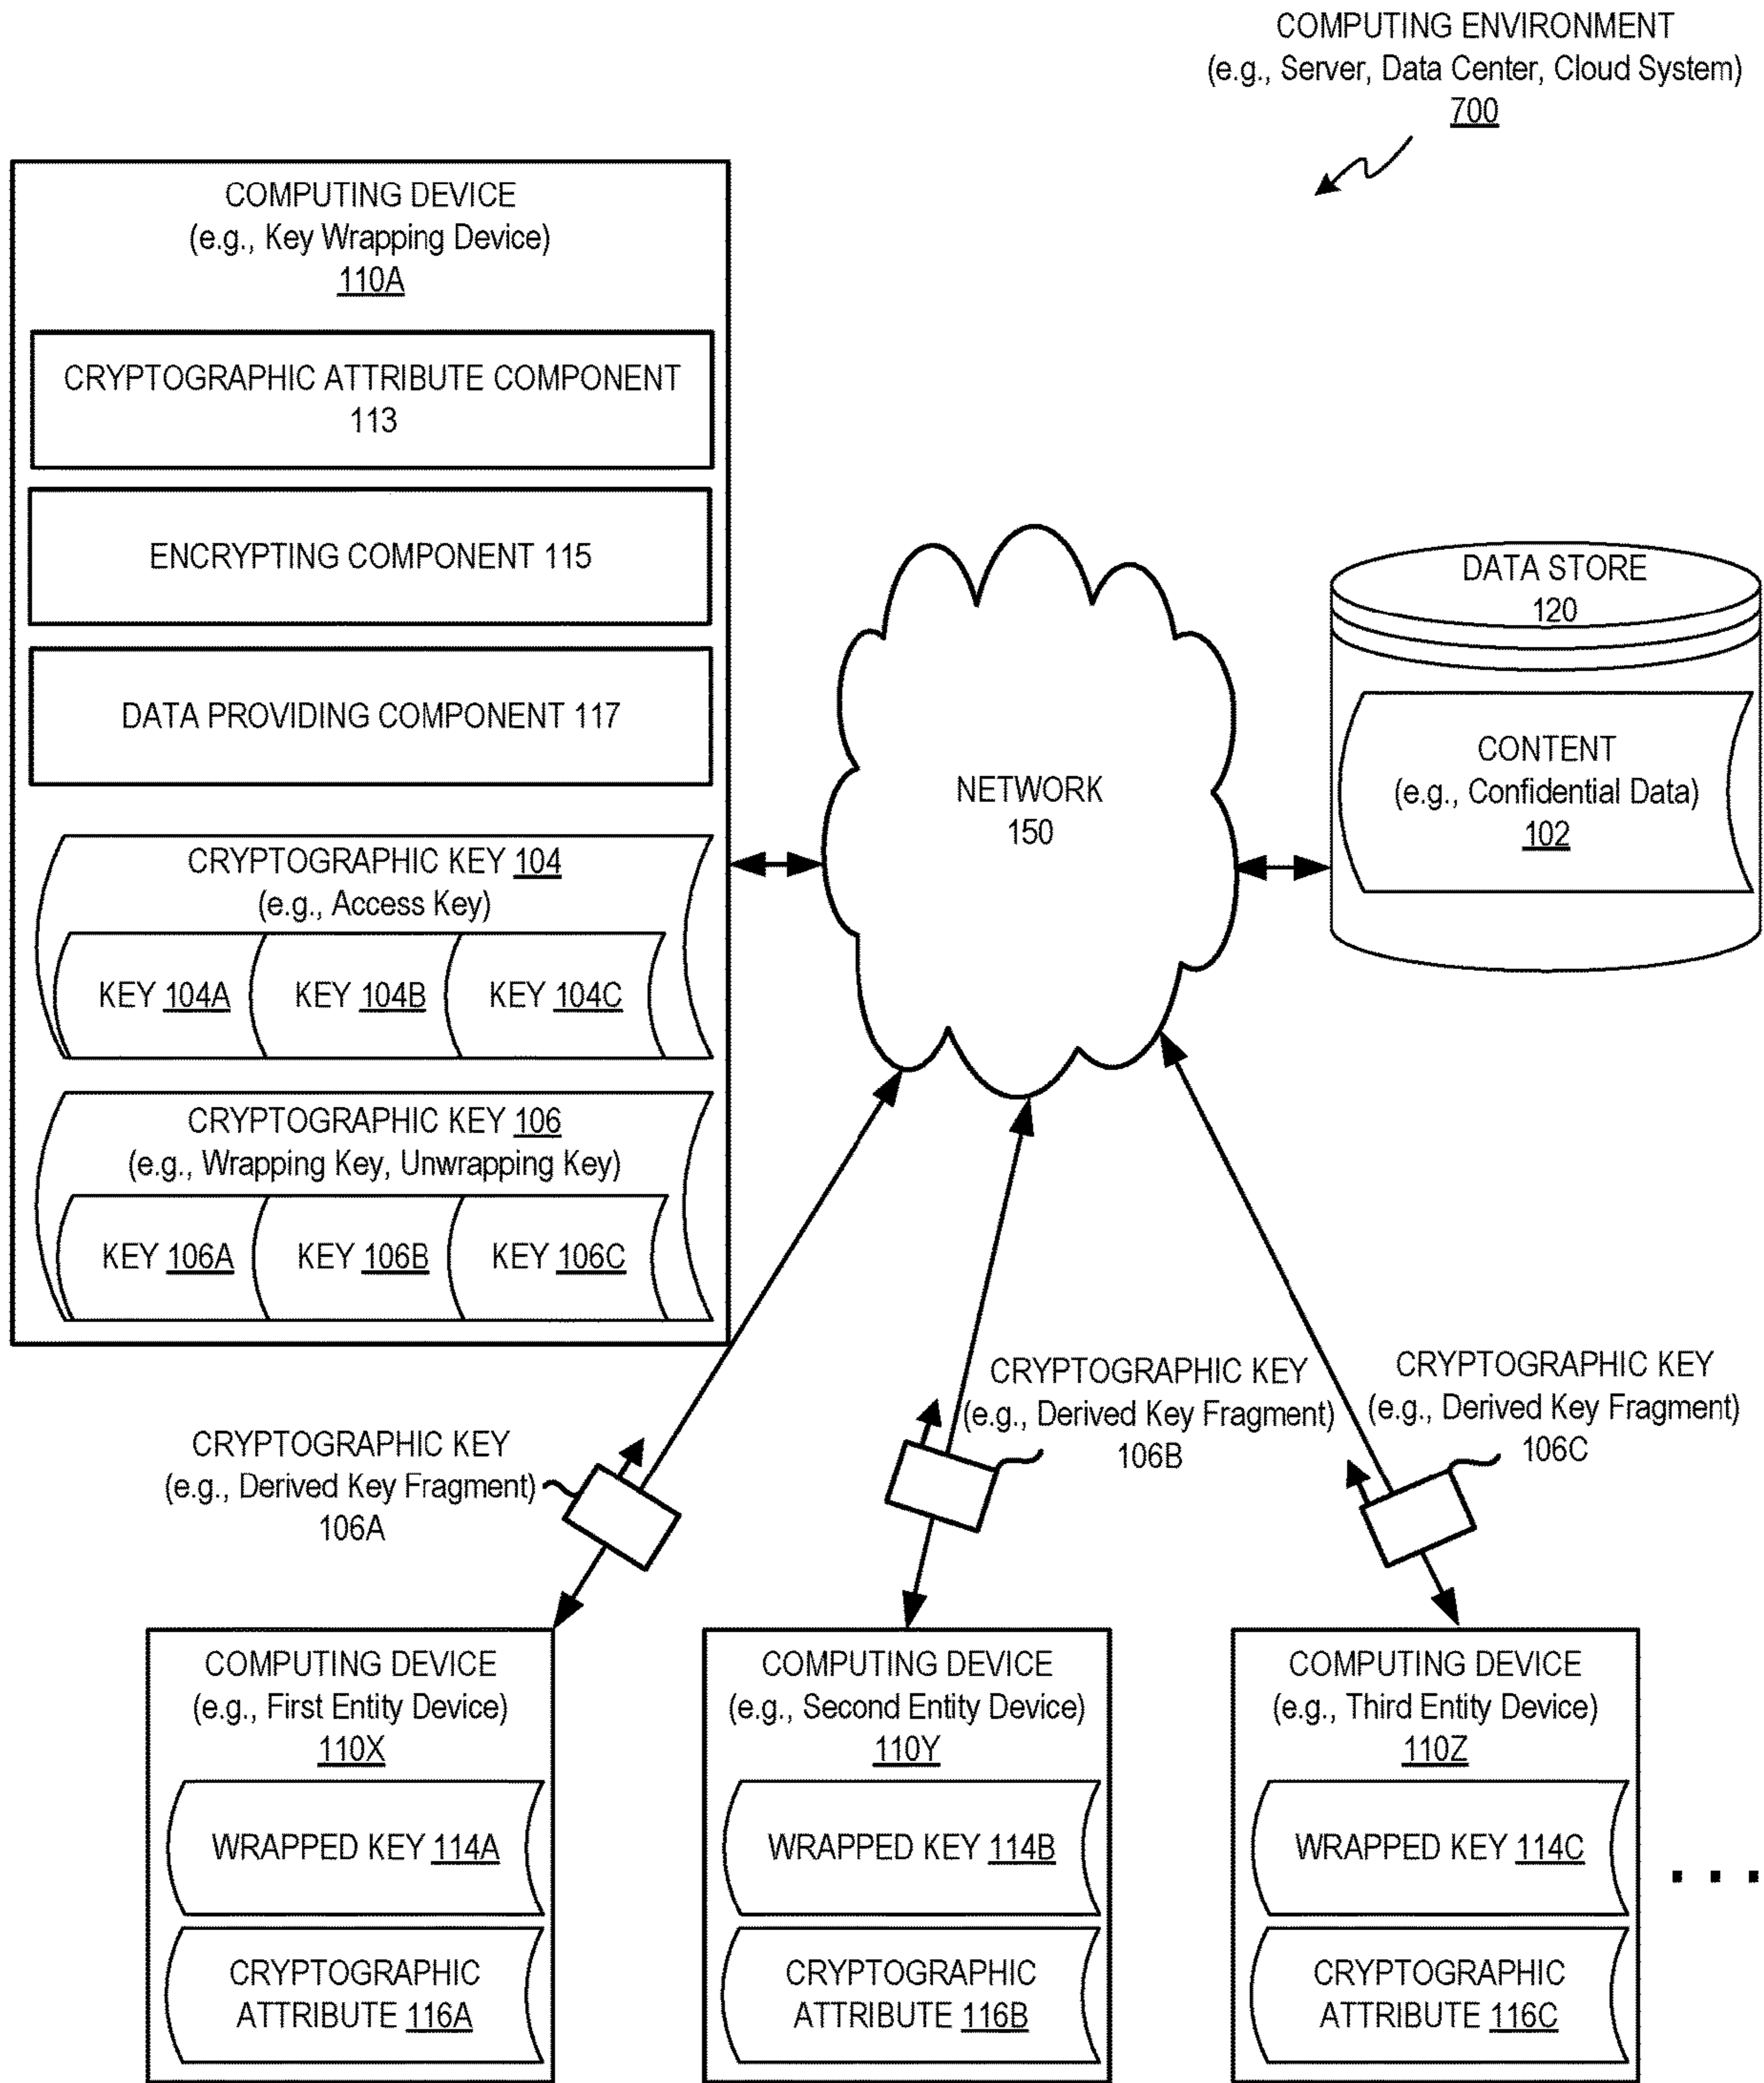 COMPUTING ENVIRONMENT
(e.g., Server, Data Center, Cloud System)
700
COMPUTING DEVICE
(e.g., Key Wrapping Device)
110A
CRYPTOGRAPHIC ATTRIBUTE COMPONENT
113
ENCRYPTING COMPONENT 115
DATA PROVIDING COMPONENT 117
CRYPTOGRAPHIC KEY 104
(e.g., Access Key)
KEY 104A
KEY 104B
KEY 104C
CRYPTOGRAPHIC KEY 106
(e.g., Wrapping Key, Unwrapping Key)
KEY 106A
KEY 106B
KEY 106C
NETWORK
150
DATA STORE
120
CONTENT
(e.g., Confidential Data)
102
CRYPTOGRAPHIC KEY
(e.g., Derived Key Fragment)
106A
CRYPTOGRAPHIC KEY
(e.g., Derived Key Fragment)
106B
CRYPTOGRAPHIC KEY
(e.g., Derived Key Fragment)
106C
COMPUTING DEVICE
(e.g., First Entity Device)
110X
WRAPPED KEY 114A
CRYPTOGRAPHIC
ATTRIBUTE 116A
COMPUTING DEVICE
(e.g., Second Entity Device)
110Y
WRAPPED KEY 114B
CRYPTOGRAPHIC
ATTRIBUTE 116B
COMPUTING DEVICE
(e.g., Third Entity Device)
110Z
WRAPPED KEY 114C
CRYPTOGRAPHIC
ATTRIBUTE 116C
. . .